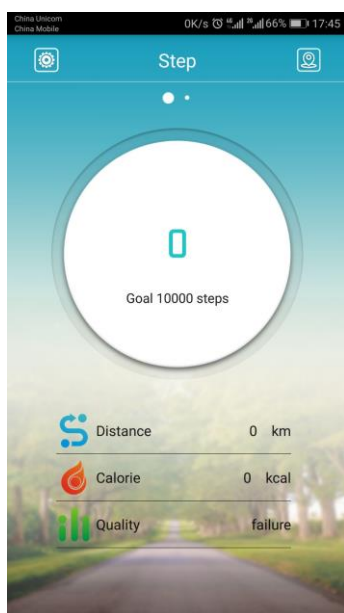 China Unicom
China Mobile
0K/s 66% 17:45
Step
0
Goal 10000 steps
Distance 0 km
Calorie 0 kcal
Quality failure